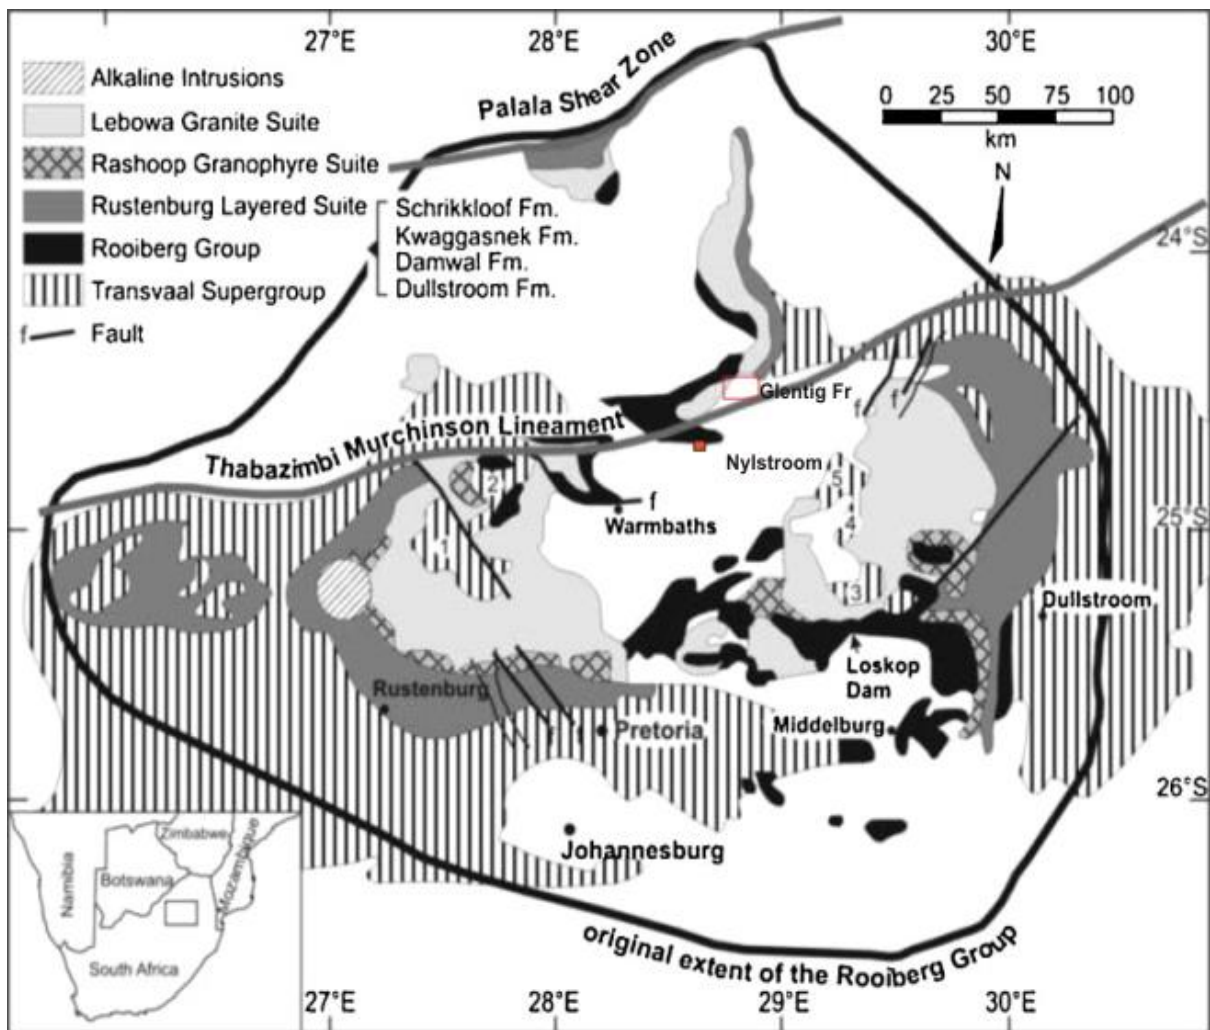 27°E
28°E
30°E
Palala Shear Zone
0 25 50 75 100
km
N
Alkaline Intrusions
Lebowa Granite Suite
Rashoop Granophyre Suite
Rustenburg Layered Suite
Rooiberg Group
Transvaal Supergroup
f Fault
Schrikkloof Fm.
Kwaggasnek Fm.
Damwal Fm.
Dullstroom Fm.
24°S
Glentig Fr
f
f
Thabazimbi Murchinson Lineament
Nylstroom
2
5
f
Warmbaths
4
25°S
1
3
Dullstroom
Loskop
Dam
Rustenburg
Middelburg
Pretoria
26°S
Johannesburg
Zimbabwe
Mozambique
Namibia
Botswana
South Africa
original extent of the Rooiberg Group
27°E
28°E
29°E
30°E